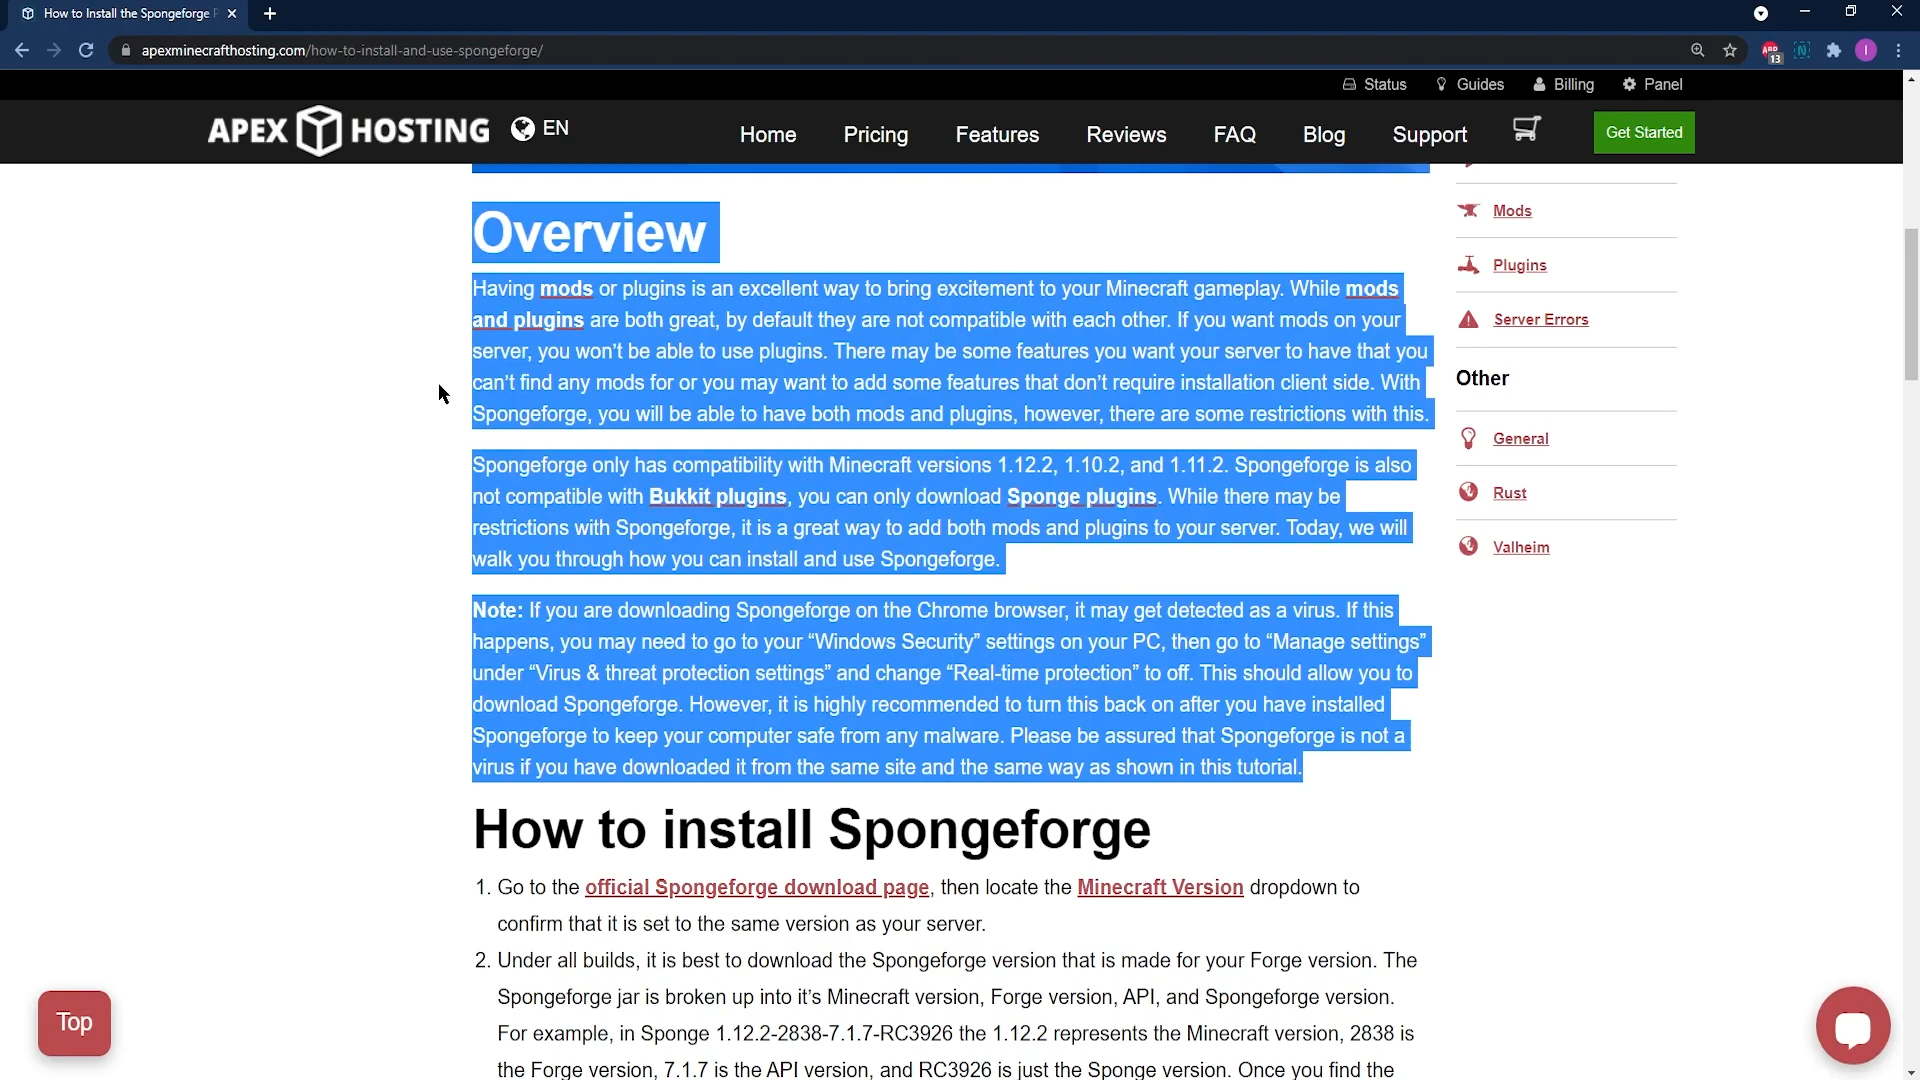 How to Install the Spongeforge
apexminecrafthosting.com/how-to-install-and-use-spongeforge/
ABP
13
N
I
Status
Guides
Billing
Panel
APEX HOSTING
EN
Home
Pricing
Features
Reviews
FAQ
Blog
Support
Get Started
Overview
Having mods or plugins is an excellent way to bring excitement to your Minecraft gameplay. While mods
and plugins are both great, by default they are not compatible with each other. If you want mods on your
server, you won’t be able to use plugins. There may be some features you want your server to have that you
can’t find any mods for or you may want to add some features that don’t require installation client side. With
Spongeforge, you will be able to have both mods and plugins, however, there are some restrictions with this.
Spongeforge only has compatibility with Minecraft versions 1.12.2, 1.10.2, and 1.11.2. Spongeforge is also
not compatible with Bukkit plugins, you can only download Sponge plugins. While there may be
restrictions with Spongeforge, it is a great way to add both mods and plugins to your server. Today, we will
walk you through how you can install and use Spongeforge.
Note: If you are downloading Spongeforge on the Chrome browser, it may get detected as a virus. If this
happens, you may need to go to your “Windows Security” settings on your PC, then go to “Manage settings”
under “Virus & threat protection settings” and change “Real-time protection” to off. This should allow you to
download Spongeforge. However, it is highly recommended to turn this back on after you have installed
Spongeforge to keep your computer safe from any malware. Please be assured that Spongeforge is not a
virus if you have downloaded it from the same site and the same way as shown in this tutorial.
How to install Spongeforge
1. Go to the official Spongeforge download page, then locate the Minecraft Version dropdown to
confirm that it is set to the same version as your server.
2. Under all builds, it is best to download the Spongeforge version that is made for your Forge version. The
Spongeforge jar is broken up into it’s Minecraft version, Forge version, API, and Spongeforge version.
For example, in Sponge 1.12.2-2838-7.1.7-RC3926 the 1.12.2 represents the Minecraft version, 2838 is
the Forge version, 7.1.7 is the API version, and RC3926 is just the Sponge version. Once you find the
Mods
Plugins
Server Errors
Other
General
Rust
Valheim
Top